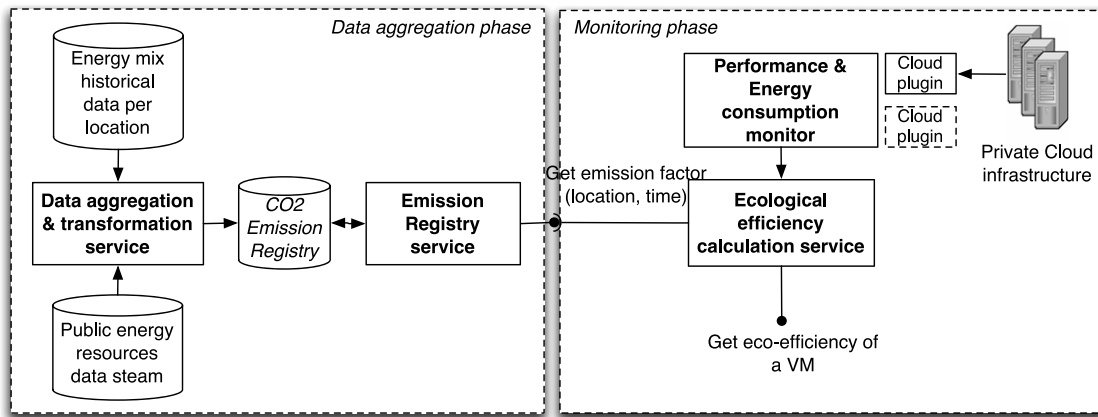 Data aggregation phase
Energy mix
historical
data per
location
Data aggregation
& transformation
service
CO2
Emission
Registry
Emission
Registry
service
Public energy
resources
data steam
Monitoring phase
Performance &
Energy
consumption
monitor
Cloud
plugin
Cloud
plugin
Private Cloud
infrastructure
Get emission factor
(location, time)
Ecological
efficiency
calculation service
Get eco-efficiency of
a VM